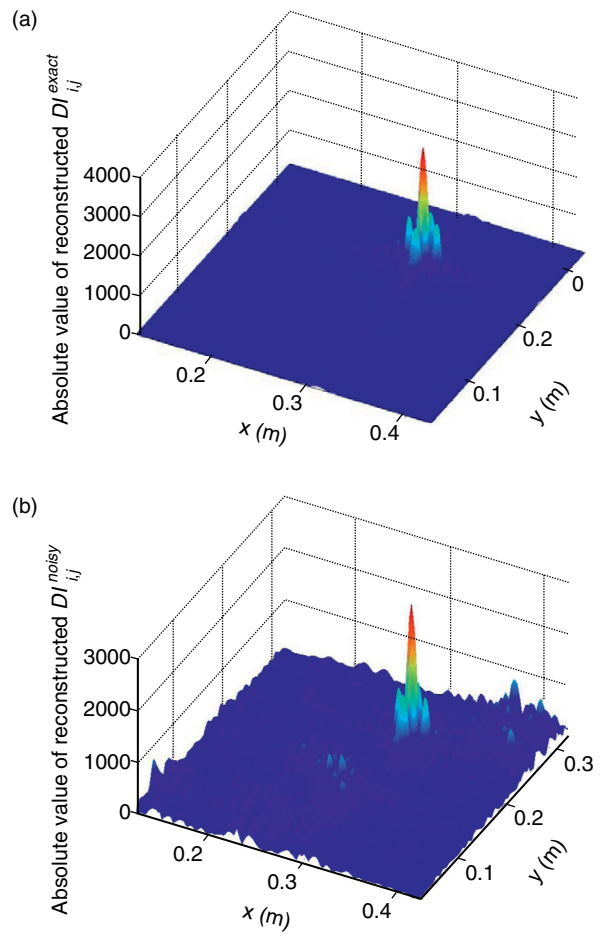 (a)
Absolute value of reconstructed DI i,j exact
4000
3000
2000
1000
0
0.2
0.3
0.4
x (m)
0
0.2
0.1
y (m)
(b)
Absolute value of reconstructed DI i,j noisy
3000
2000
1000
0
0.2
0.3
0.4
x (m)
0.3
0.2
0.1
y (m)